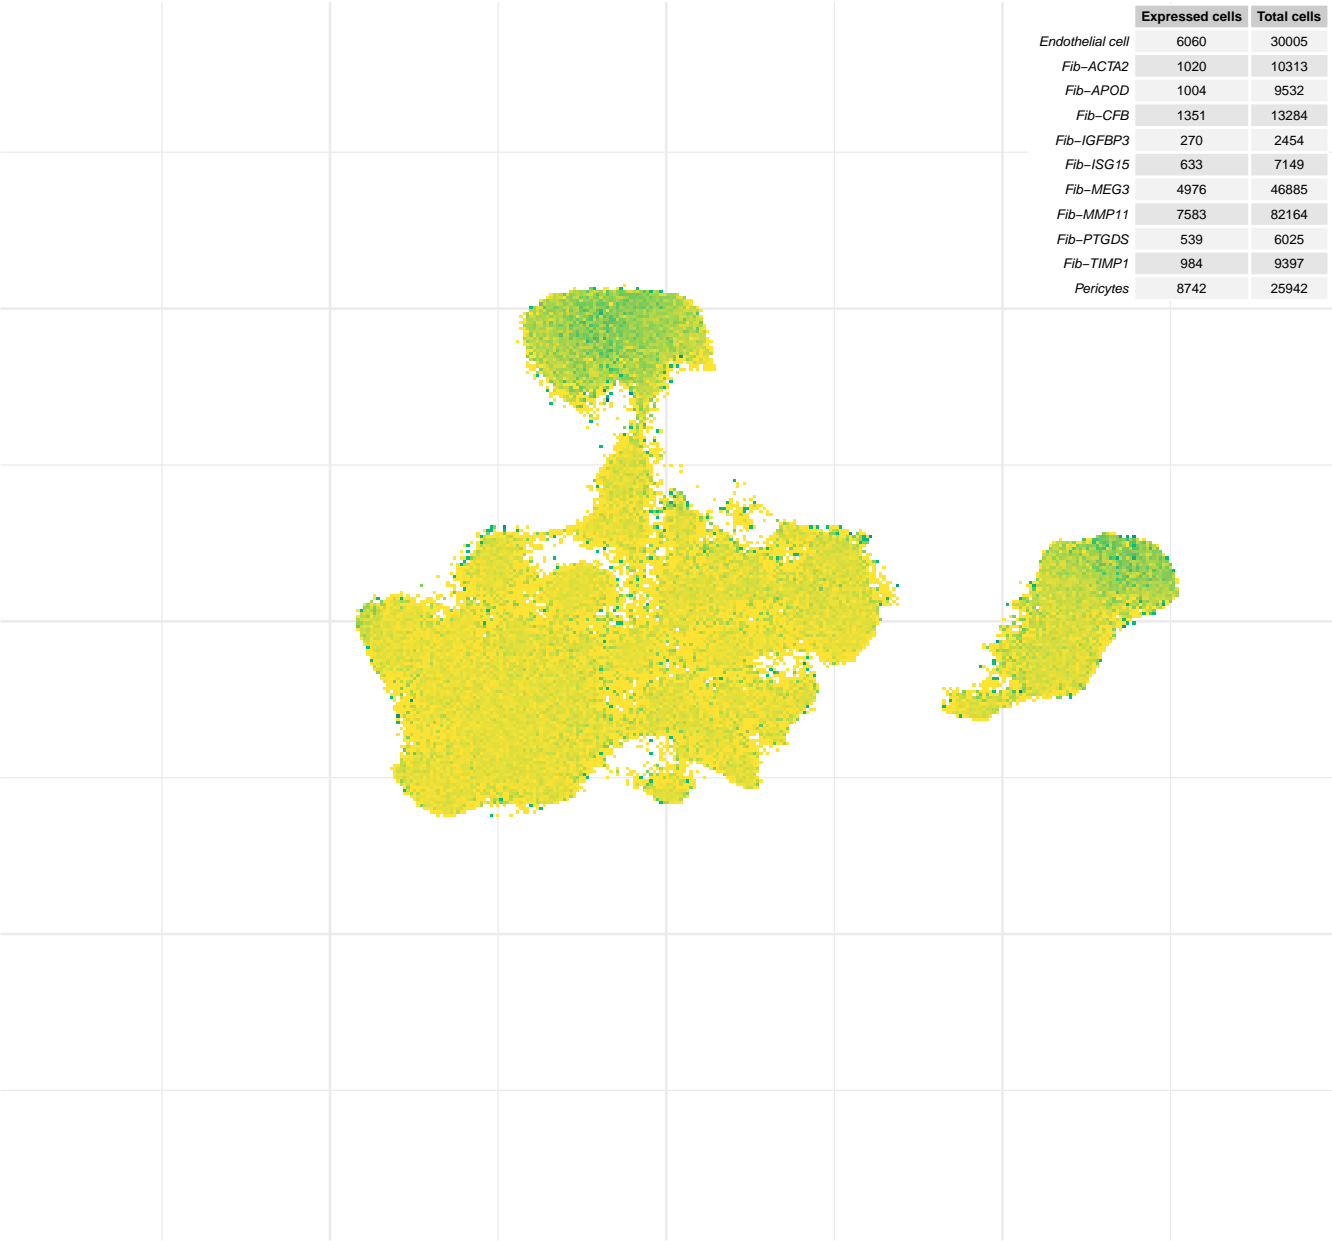 Expressed cells Total cells
Endothelial cell 6060 30005
Fib−ACTA2 1020 10313
Fib−APOD 1004 9532
Fib−CFB 1351 13284
Fib−IGFBP3 270 2454
Fib−ISG15 633 7149
Fib−MEG3 4976 46885
Fib−MMP11 7583 82164
Fib−PTGDS 539 6025
Fib−TIMP1 984 9397
Pericytes 8742 25942